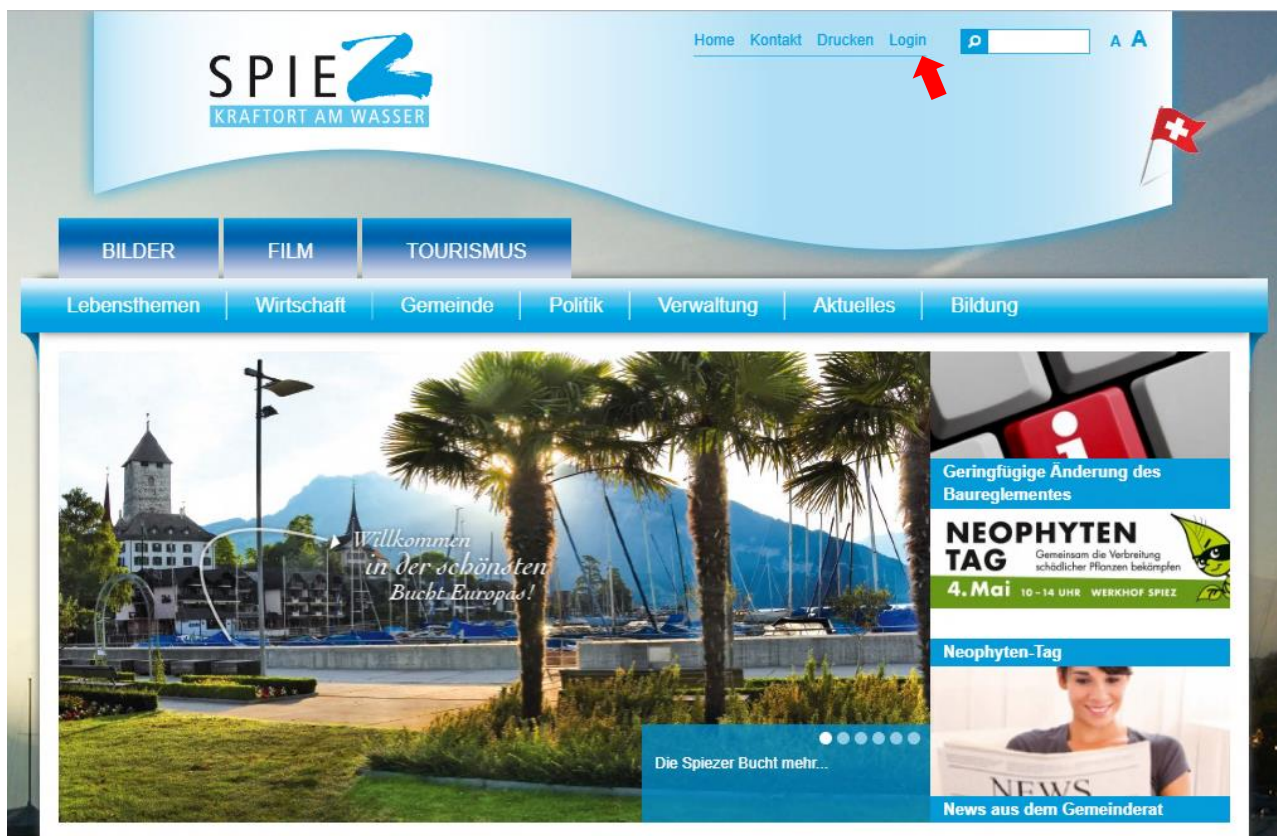 Home Kontakt Drucken Login
A A
SPIEZ
KRAFTORT AM WASSER
BILDER FILM TOURISMUS
Lebensthemen Wirtschaft Gemeinde Politik Verwaltung Aktuelles Bildung
Willkommen
in der schönsten
Bucht Europas!
Die Spiezer Bucht mehr...
i
Geringfügige Änderung des
Baureglementes
NEOPHYTEN
TAG
Gemeinsam die Verbreitung
schädlicher Pflanzen bekämpfen
4. Mai 10–14 UHR WERKHOF SPIEZ
Neophyten-Tag
NEWS
News aus dem Gemeinderat